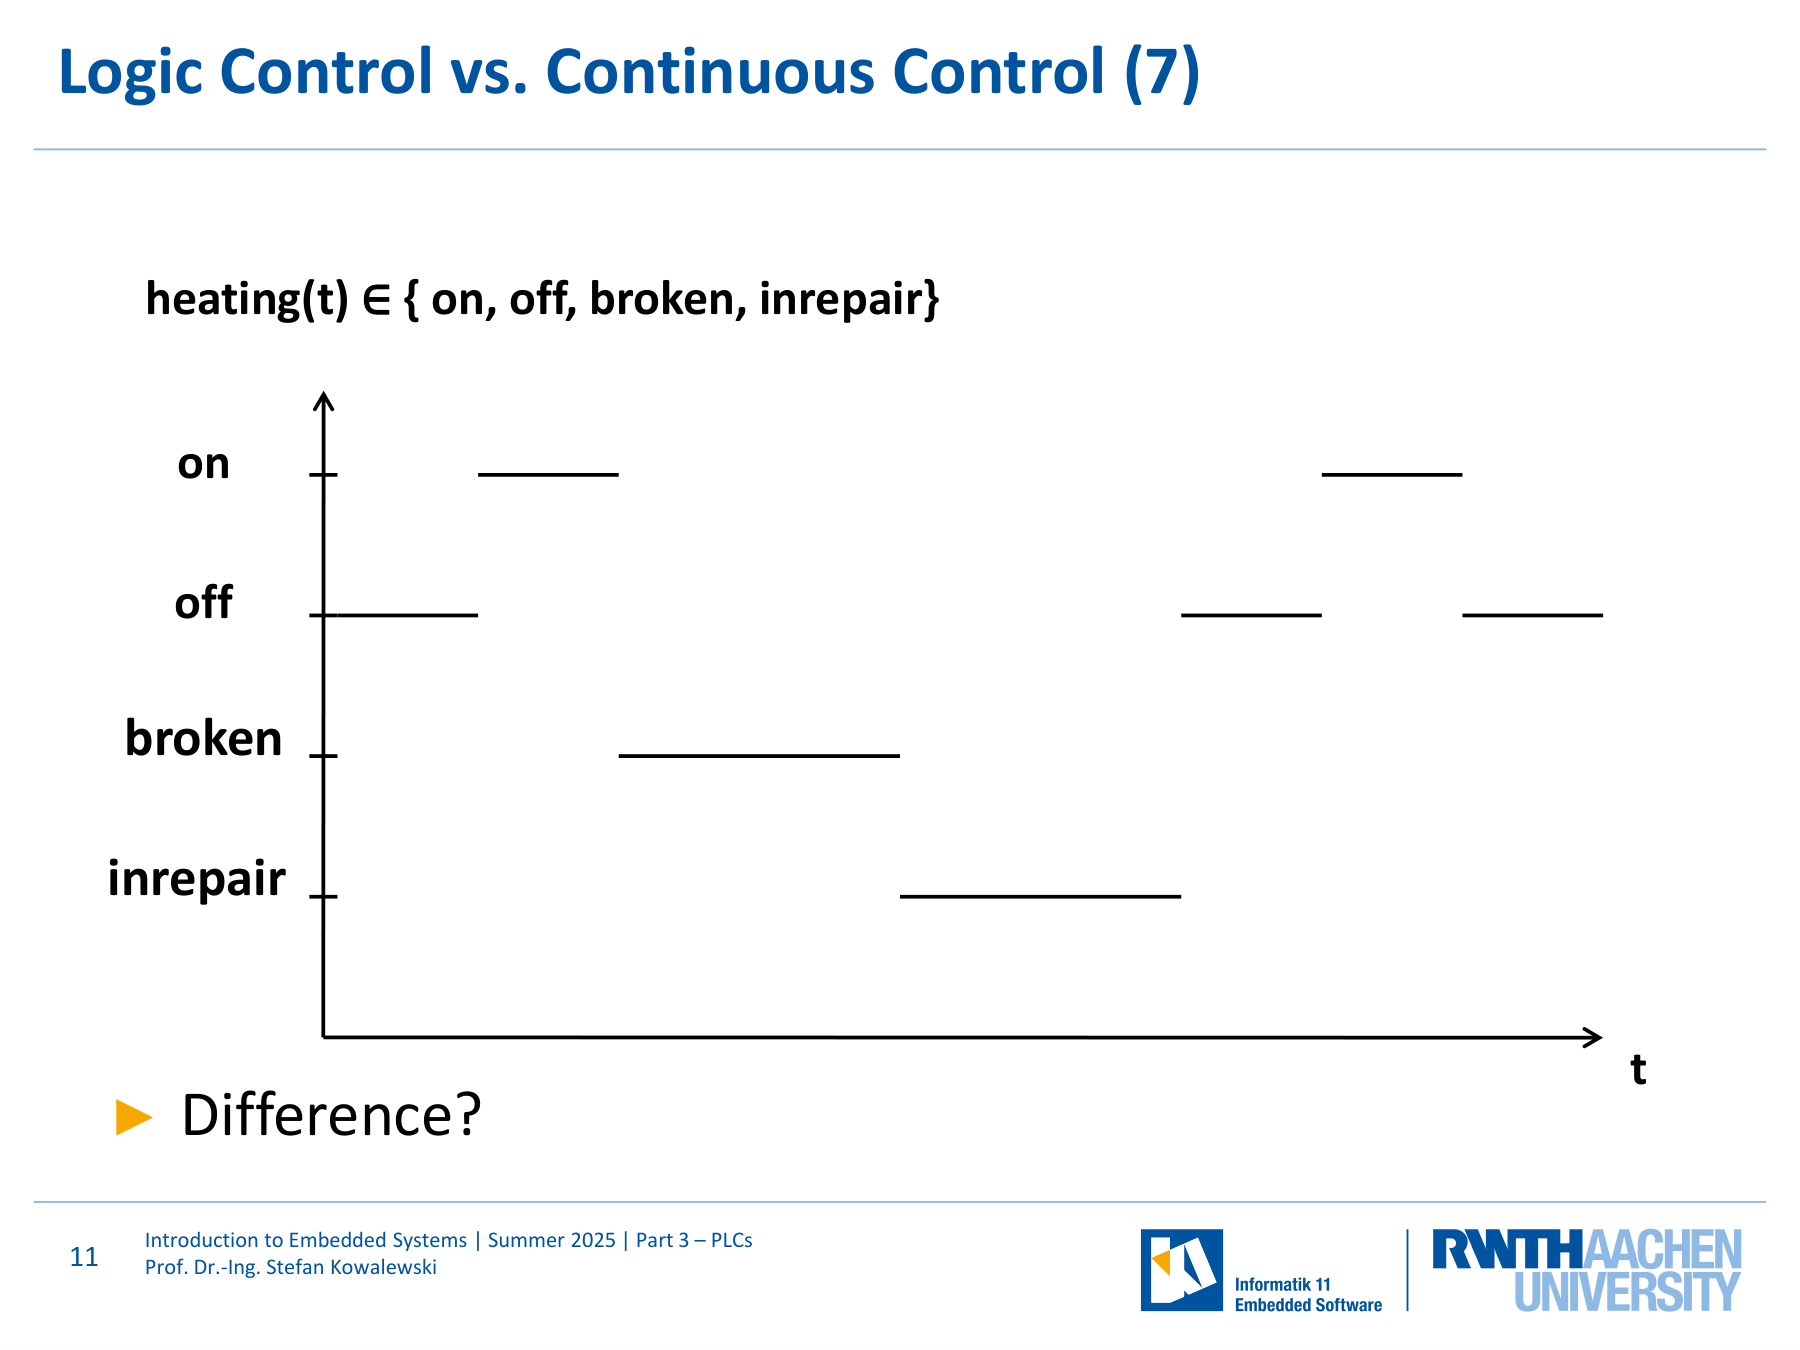 Logic Control vs. Continuous Control (7)
heating(t) ∈ { on, off, broken, inrepair}
on
off
broken
inrepair
t
► Difference?
11
Introduction to Embedded Systems | Summer 2025 | Part 3 – PLCs
Prof. Dr.-Ing. Stefan Kowalewski
Informatik 11
Embedded Software
RWTHAACHEN
UNIVERSITY